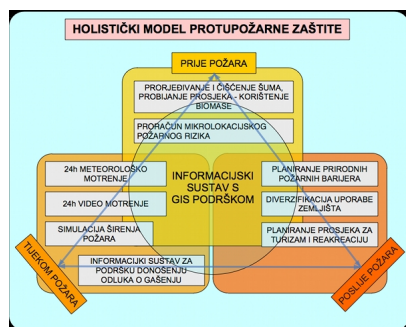 HOLISTIČKI MODEL PROTUPOŽARNE ZAŠTITE
PRIJE POŽARA
PRORJEĐIVANJE I ČIŠĆENJE ŠUMA,
PROBIJANJE PROSJEKA - KORIŠTENJE
BIOMASE
PRORAČUN MIKROLOKACIJSKOG
POŽARNOG RIZIKA
24h METEOROLOŠKO
MOTRENJE
24h VIDEO MOTRENJE
SIMULACIJA ŠIRENJA
POŽARA
INFORMACIJSKI SUSTAV ZA
PODRŠKU DONOŠENJU
ODLUKA O GAŠENJU
INFORMACIJSKI
SUSTAV S
GIS PODRŠKOM
PLANIRANJE PRIRODNIH
POŽARNIH BARIJERA
DIVERZIFIKACIJA UPORABE
ZEMLJIŠTA
PLANIRANJE PROSJEKA ZA
TURIZAM I REAKREACIJU
TIJEKOM POŽARA
POSLIJE POŽARA